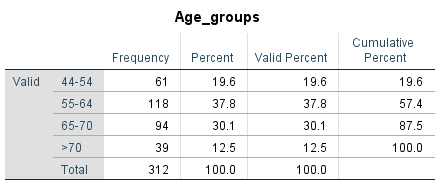 Age_groups
Frequency Percent Valid Percent Cumulative Percent
Valid 44-54 61 19.6 19.6 19.6
55-64 118 37.8 37.8 57.4
65-70 94 30.1 30.1 87.5
>70 39 12.5 12.5 100.0
Total 312 100.0 100.0